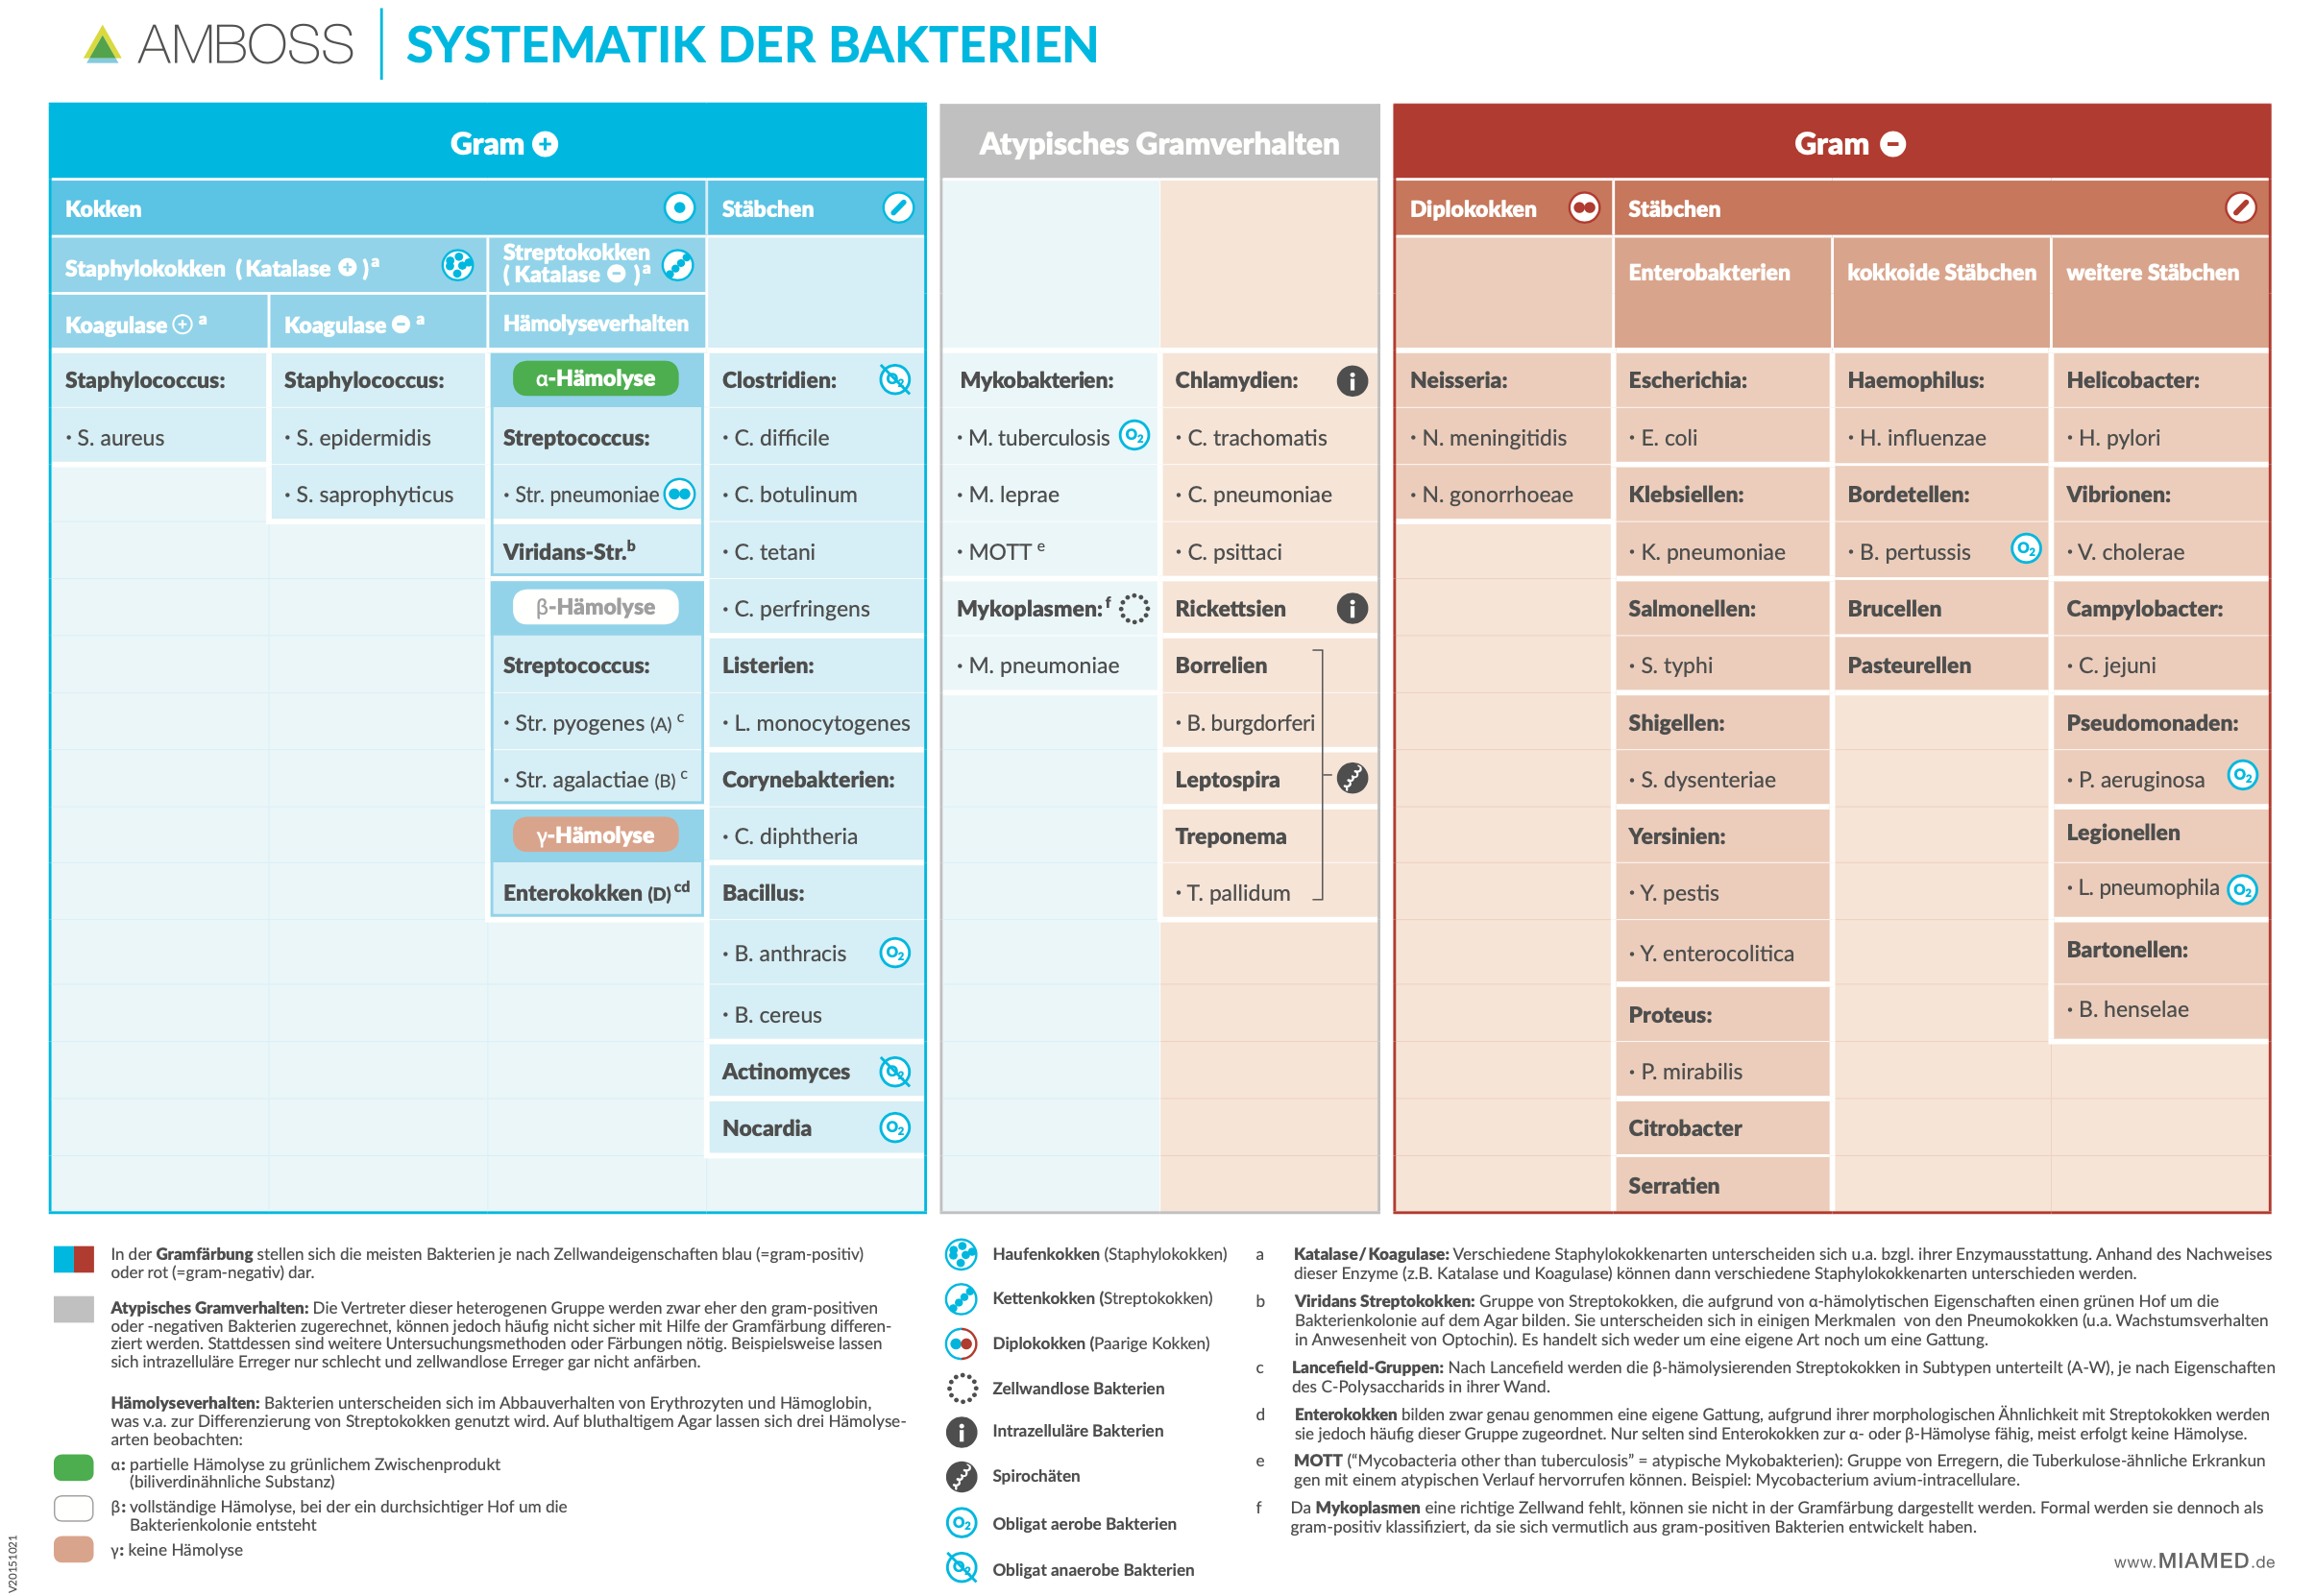 AMBOSS
SYSTEMATIK DER BAKTERIEN
Gram +
Kokken
Stäbchen
Staphylokokken (Katalase +)a
Streptokokken
(Katalase −)a
Koagulase + a
Koagulase − a
Hämolyseverhalten
Staphylococcus:
· S. aureus
Staphylococcus:
· S. epidermidis
· S. saprophyticus
α-Hämolyse
Streptococcus:
· Str. pneumoniae
Viridans-Str.b
β-Hämolyse
Streptococcus:
· Str. pyogenes (A) c
· Str. agalactiae (B) c
γ-Hämolyse
Enterokokken (D) cd
Clostridien: O2
· C. difficile
· C. botulinum
· C. tetani
· C. perfringens
Listerien:
· L. monocytogenes
Corynebakterien:
· C. diphtheria
Bacillus:
· B. anthracis O2
· B. cereus
Actinomyces O2
Nocardia O2
Atypisches Gramverhalten
Mykobakterien:
· M. tuberculosis O2
· M. leprae
· MOTT e
Mykoplasmen: f
· M. pneumoniae
Chlamydien: i
· C. trachomatis
· C. pneumoniae
· C. psittaci
Rickettsien i
Borrelien
· B. burgdorferi
Leptospira
Treponema
· T. pallidum
Gram −
Diplokokken
Stäbchen
Enterobakterien
kokkoide Stäbchen
weitere Stäbchen
Neisseria:
· N. meningitidis
· N. gonorrhoeae
Escherichia:
· E. coli
Klebsiellen:
· K. pneumoniae
Salmonellen:
· S. typhi
Shigellen:
· S. dysenteriae
Yersinien:
· Y. pestis
· Y. enterocolitica
Proteus:
· P. mirabilis
Citrobacter
Serratien
Haemophilus:
· H. influenzae
Bordetellen:
· B. pertussis O2
Brucellen
Pasteurellen
Helicobacter:
· H. pylori
Vibrionen:
· V. cholerae
Campylobacter:
· C. jejuni
Pseudomonaden:
· P. aeruginosa O2
Legionellen
· L. pneumophila O2
Bartonellen:
· B. henselae
In der Gramfärbung stellen sich die meisten Bakterien je nach Zellwandeigenschaften blau (=gram-positiv)
oder rot (=gram-negativ) dar.
Atypisches Gramverhalten: Die Vertreter dieser heterogenen Gruppe werden zwar eher den gram-positiven
oder -negativen Bakterien zugerechnet, können jedoch häufig nicht sicher mit Hilfe der Gramfärbung differen-
ziert werden. Stattdessen sind weitere Untersuchungsmethoden oder Färbungen nötig. Beispielsweise lassen
sich intrazelluläre Erreger nur schlecht und zellwandlose Erreger gar nicht anfärben.
Hämolyseverhalten: Bakterien unterscheiden sich im Abbauverhalten von Erythrozyten und Hämoglobin,
was v.a. zur Differenzierung von Streptokokken genutzt wird. Auf bluthaltigem Agar lassen sich drei Hämolyse-
arten beobachten:
α: partielle Hämolyse zu grünlichem Zwischenprodukt
(biliverdinähnliche Substanz)
β: vollständige Hämolyse, bei der ein durchsichtiger Hof um die
Bakterienkolonie entsteht
γ: keine Hämolyse
V20151021
Haufenkokken (Staphylokokken)
Kettenkokken (Streptokokken)
Diplokokken (Paarige Kokken)
Zellwandlose Bakterien
i Intrazelluläre Bakterien
Spirochäten
O2 Obligat aerobe Bakterien
O2 Obligat anaerobe Bakterien
a Katalase/Koagulase: Verschiedene Staphylokokkenarten unterscheiden sich u.a. bzgl. ihrer Enzymausstattung. Anhand des Nachweises
dieser Enzyme (z.B. Katalase und Koagulase) können dann verschiedene Staphylokokkenarten unterschieden werden.
b Viridans Streptokokken: Gruppe von Streptokokken, die aufgrund von α-hämolytischen Eigenschaften einen grünen Hof um die
Bakterienkolonie auf dem Agar bilden. Sie unterscheiden sich in einigen Merkmalen von den Pneumokokken (u.a. Wachstumsverhalten
in Anwesenheit von Optochin). Es handelt sich weder um eine eigene Art noch um eine Gattung.
c Lancefield-Gruppen: Nach Lancefield werden die β-hämolysierenden Streptokokken in Subtypen unterteilt (A-W), je nach Eigenschaften
des C-Polysaccharids in ihrer Wand.
d Enterokokken bilden zwar genau genommen eine eigene Gattung, aufgrund ihrer morphologischen Ähnlichkeit mit Streptokokken werden
sie jedoch häufig dieser Gruppe zugeordnet. Nur selten sind Enterokokken zur α- oder β-Hämolyse fähig, meist erfolgt keine Hämolyse.
e MOTT (“Mycobacteria other than tuberculosis” = atypische Mykobakterien): Gruppe von Erregern, die Tuberkulose-ähnliche Erkrankun
gen mit einem atypischen Verlauf hervorrufen können. Beispiel: Mycobacterium avium-intracellulare.
f Da Mykoplasmen eine richtige Zellwand fehlt, können sie nicht in der Gramfärbung dargestellt werden. Formal werden sie dennoch als
gram-positiv klassifiziert, da sie sich vermutlich aus gram-positiven Bakterien entwickelt haben.
www.MIAMED.de